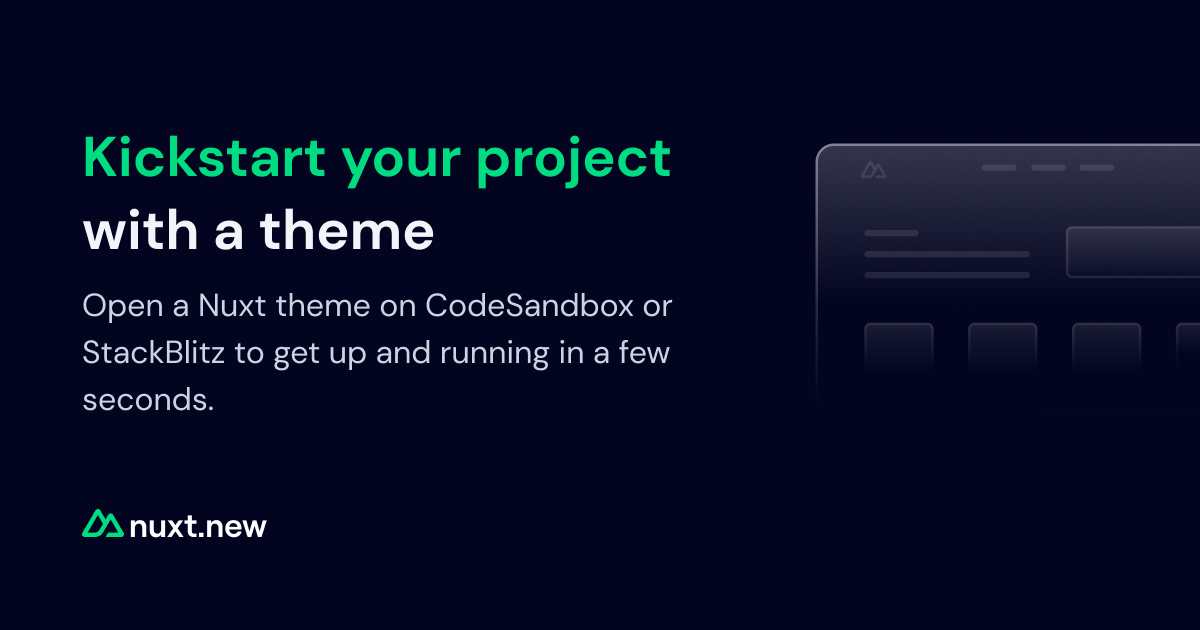 Kickstart your project
with a theme
Open a Nuxt theme on CodeSandbox or
StackBlitz to get up and running in a few
seconds.
nuxt.new